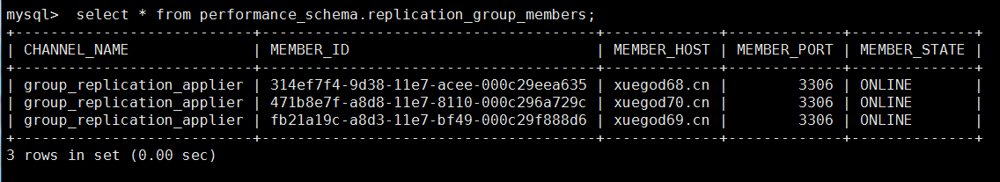 mysql>  select * from performance_schema.replication_group_members;
+---------------------------+--------------------------------------+-------------+-------------+--------------+
| CHANNEL_NAME              | MEMBER_ID                            | MEMBER_HOST | MEMBER_PORT | MEMBER_STATE |
+---------------------------+--------------------------------------+-------------+-------------+--------------+
| group_replication_applier | 314ef7f4-9d38-11e7-acee-000c29eea635 | xuegod68.cn |        3306 | ONLINE       |
| group_replication_applier | 471b8e7f-a8d8-11e7-8110-000c296a729c | xuegod70.cn |        3306 | ONLINE       |
| group_replication_applier | fb21a19c-a8d3-11e7-bf49-000c29f888d6 | xuegod69.cn |        3306 | ONLINE       |
+---------------------------+--------------------------------------+-------------+-------------+--------------+
3 rows in set (0.00 sec)